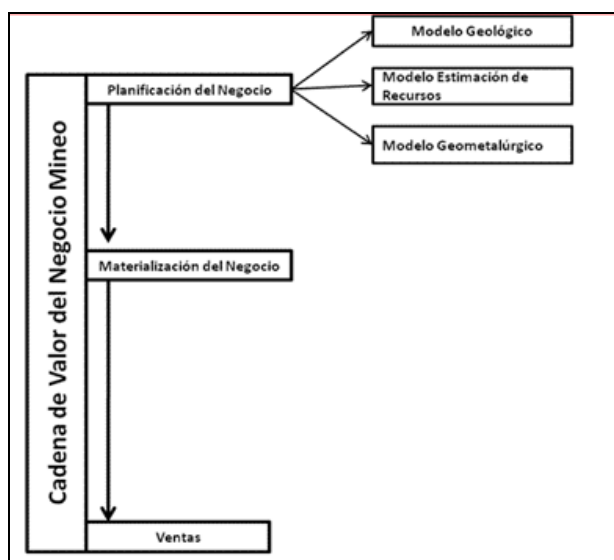 Cadena de Valor del Negocio Mineo
Planificación del Negocio
Modelo Geológico
Modelo Estimación de
Recursos
Modelo Geometalúrgico
Materialización del Negocio
Ventas